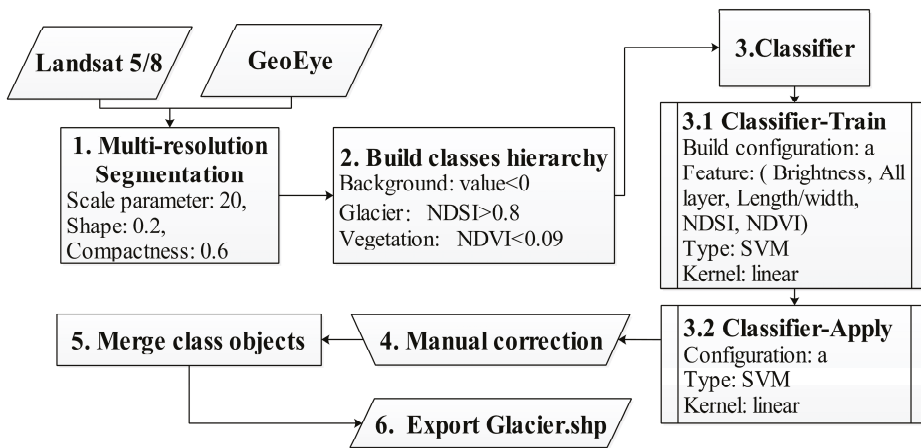 Landsat 5/8
GeoEye
1. Multi-resolution
Segmentation
Scale parameter: 20,
Shape: 0.2,
Compactness: 0.6
2. Build classes hierarchy
Background: value<0
Glacier: NDSI>0.8
Vegetation: NDVI<0.09
3.Classifier
3.1 Classifier-Train
Build configuration: a
Feature: ( Brightness, All
layer, Length/width,
NDSI, NDVI)
Type: SVM
Kernel: linear
3.2 Classifier-Apply
Configuration: a
Type: SVM
Kernel: linear
4. Manual correction
5. Merge class objects
6. Export Glacier.shp